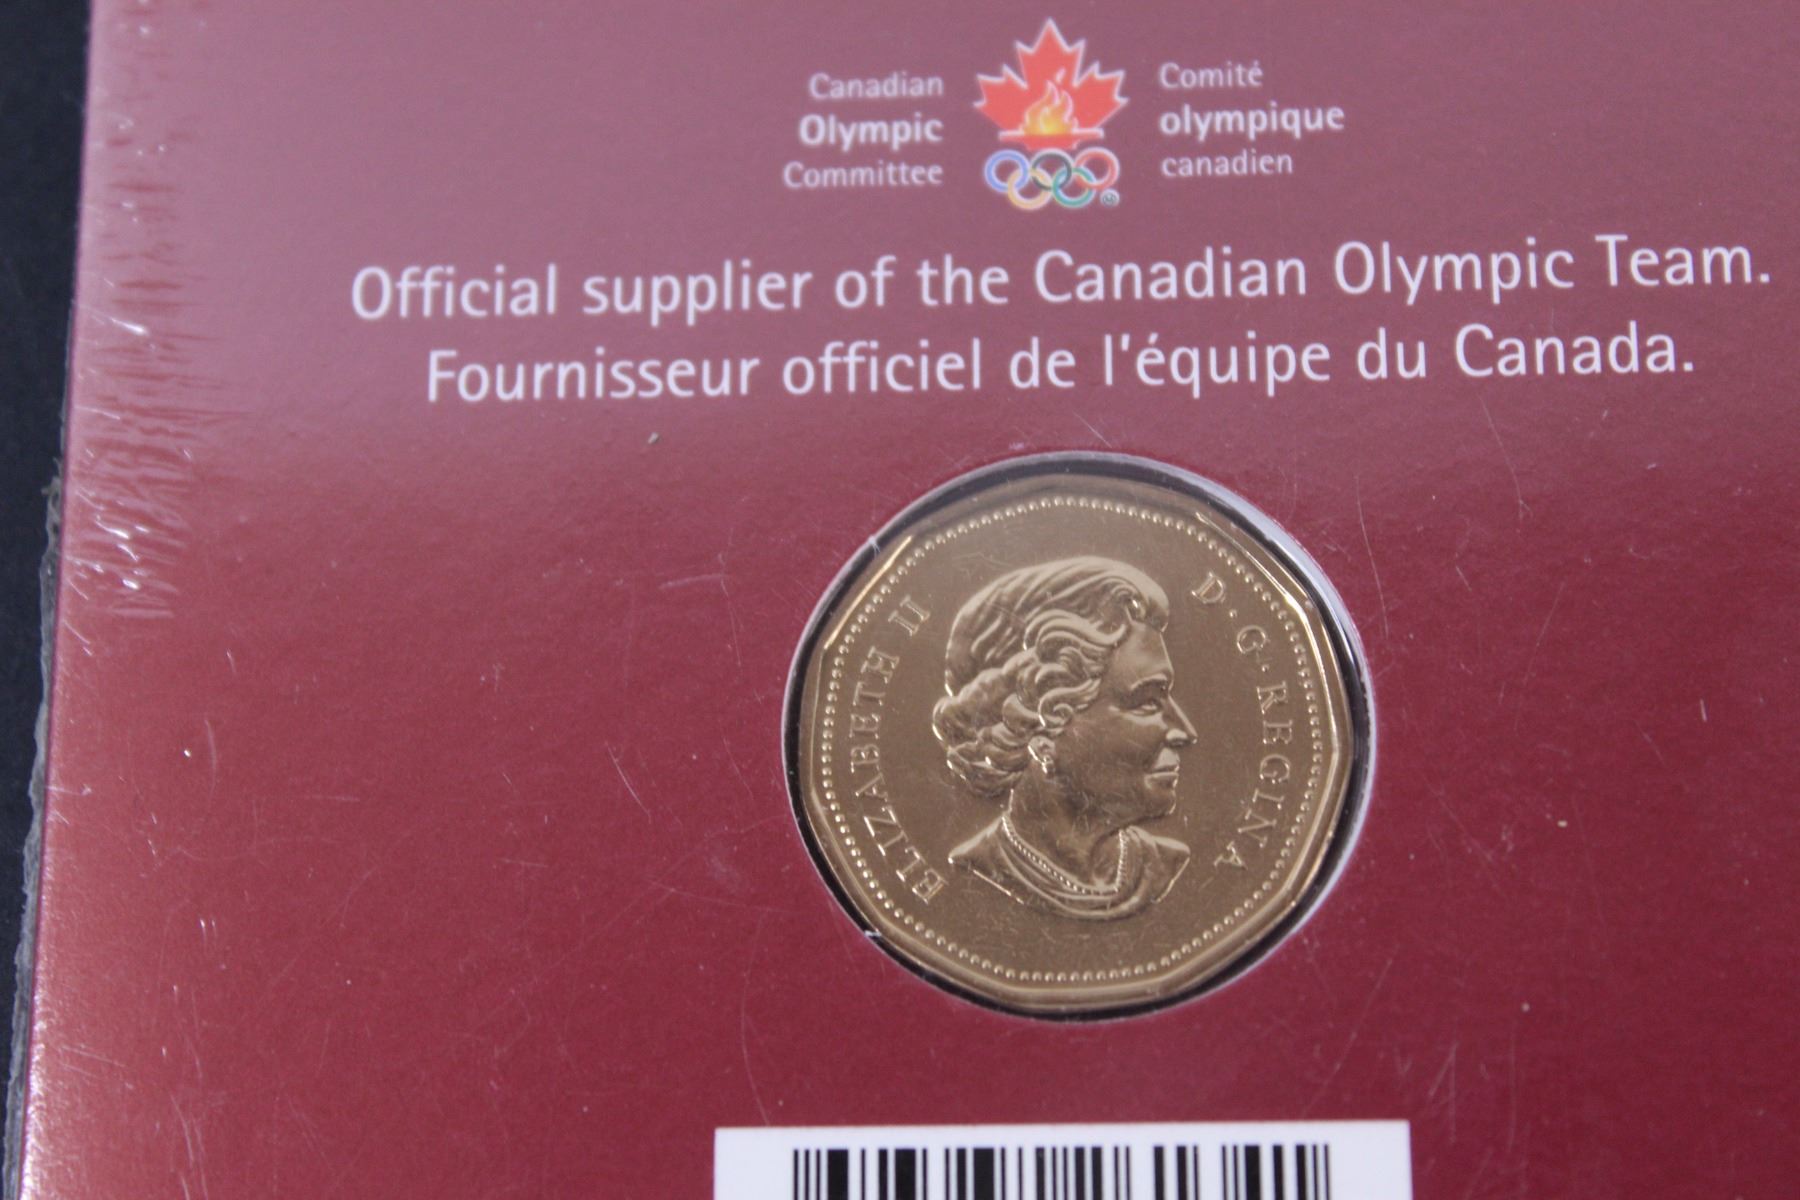 Canadian
Olympic
Committee
Comité
olympique
canadien
Official supplier of the Canadian Olympic Team.
Fournisseur officiel de l'équipe du Canada.
ELIZABETH II D·G·REGINA